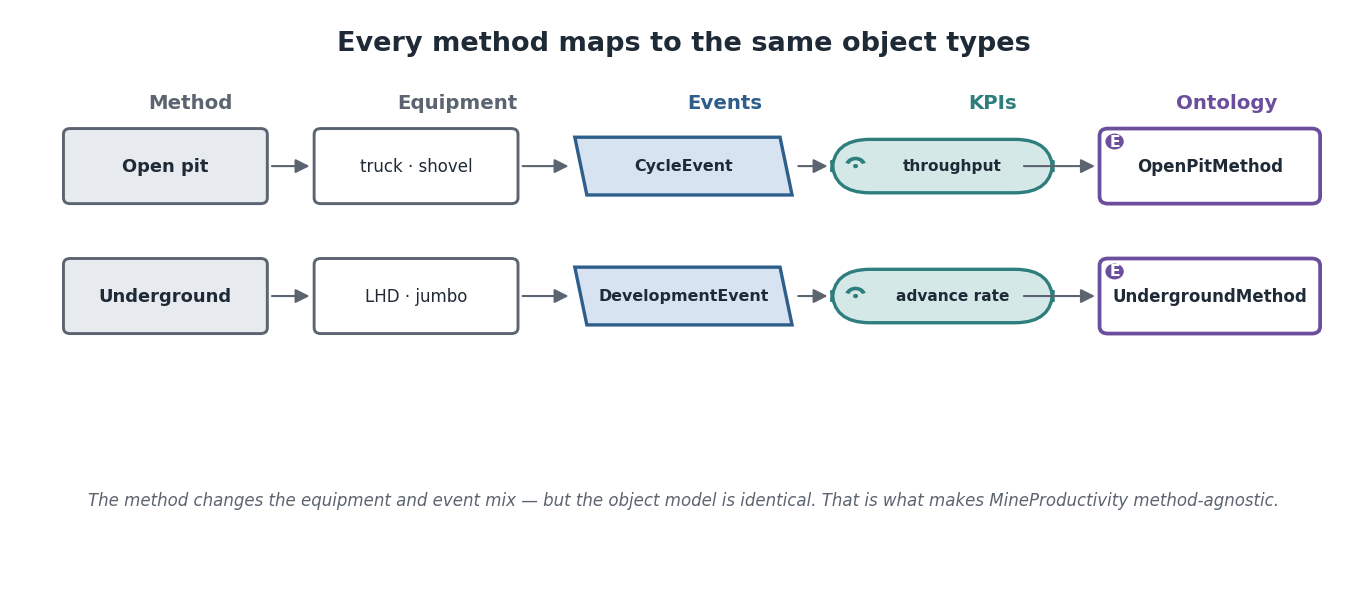 Every method maps to the same object types
Method Equipment Events KPIs Ontology
Open pit truck · shovel CycleEvent throughput E OpenPitMethod
Underground LHD · jumbo DevelopmentEvent advance rate E UndergroundMethod
The method changes the equipment and event mix — but the object model is identical. That is what makes MineProductivity method-agnostic.